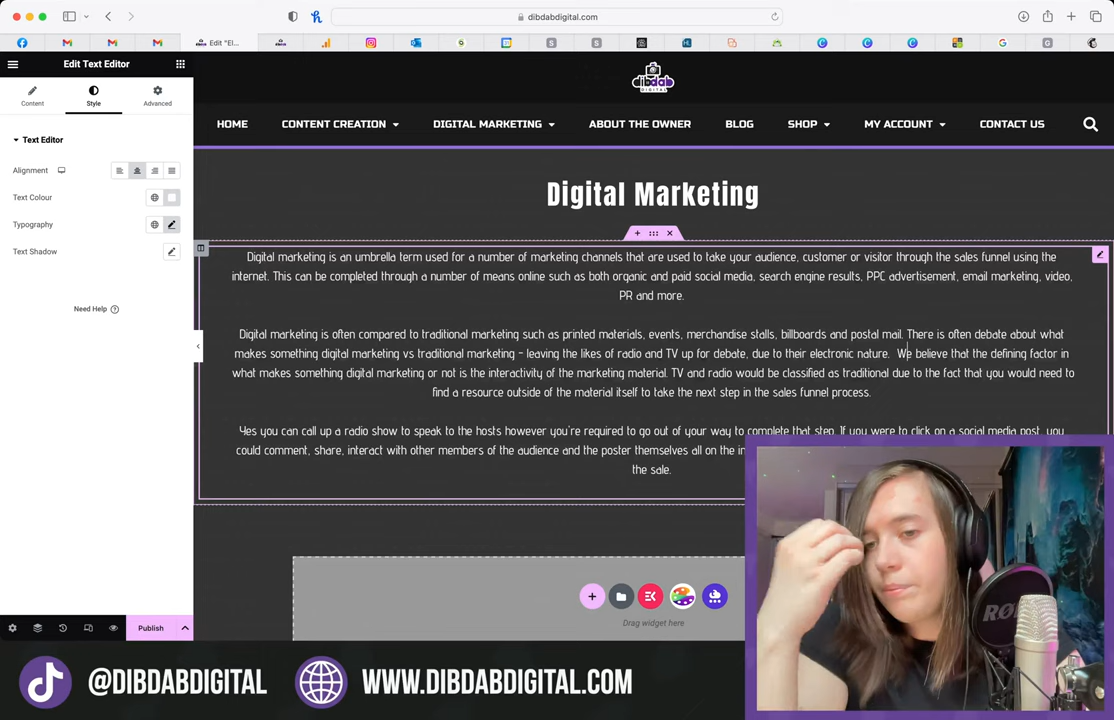 dibdabdigital.com
Edit "El...
Edit Text Editor
Content
Style
Advanced
Text Editor
Alignment
Text Colour
Typography
Text Shadow
Need Help
Publish
dibdab
DIGITAL
HOME
CONTENT CREATION
DIGITAL MARKETING
ABOUT THE OWNER
BLOG
SHOP
MY ACCOUNT
CONTACT US
Digital Marketing
Digital marketing is an umbrella term used for a number of marketing channels that are used to take your audience, customer or visitor through the sales funnel using the
internet. This can be completed through a number of means online such as both organic and paid social media, search engine results, PPC advertisement, email marketing, video,
PR and more.
Digital marketing is often compared to traditional marketing such as printed materials, events, merchandise stalls, billboards and postal mail. There is often debate about what
makes something digital marketing vs traditional marketing - leaving the likes of radio and TV up for debate, due to their electronic nature. We believe that the defining factor in
what makes something digital marketing or not is the interactivity of the marketing material. TV and radio would be classified as traditional due to the fact that you would need to
find a resource outside of the material itself to take the next step in the sales funnel process.
Yes you can call up a radio show to speak to the hosts however you're required to go out of your way to complete that step. If you were to click on a social media post, you
could comment, share, interact with other members of the audience and the poster themselves all on the in
the sale.
EK
Drag widget here
RØ
@DIBDABDIGITAL
WWW.DIBDABDIGITAL.COM